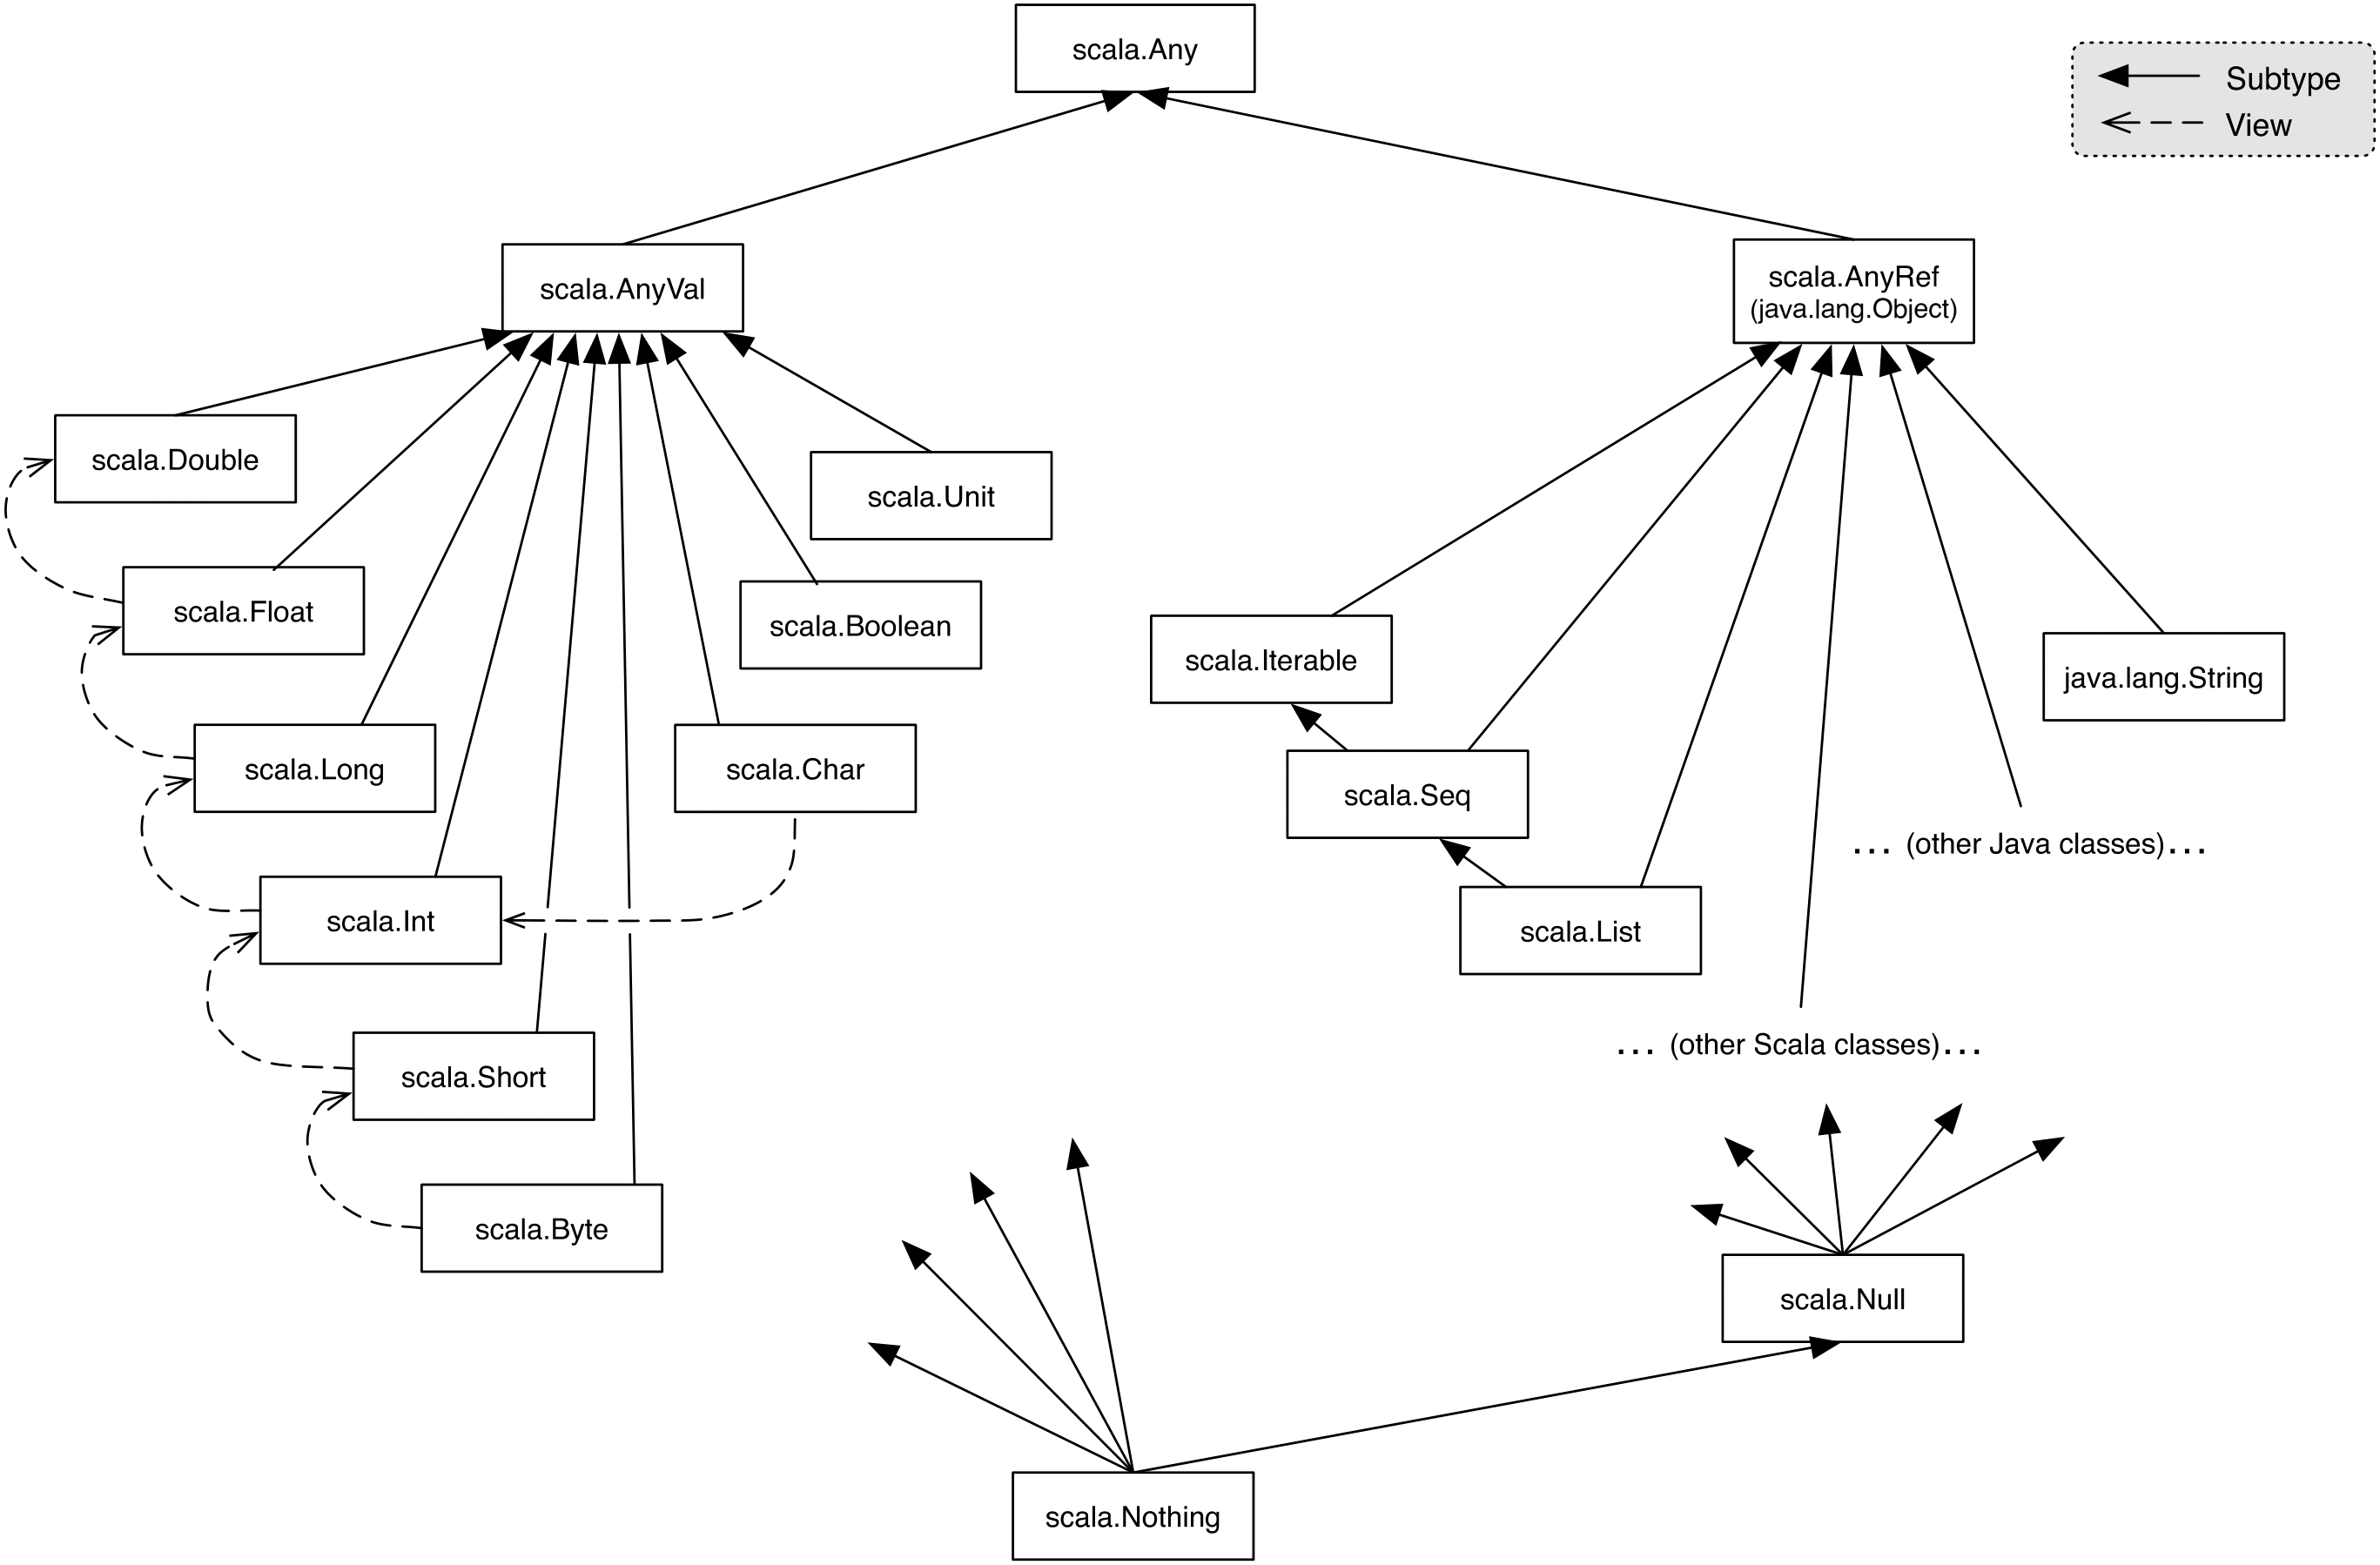 scala.Any
Subtype
View
scala.AnyVal
scala.AnyRef
(java.lang.Object)
scala.Double
scala.Unit
scala.Float
scala.Boolean
scala.Iterable
java.lang.String
scala.Long
scala.Char
scala.Seq
... (other Java classes)...
scala.Int
scala.List
... (other Scala classes)...
scala.Short
scala.Byte
scala.Null
scala.Nothing